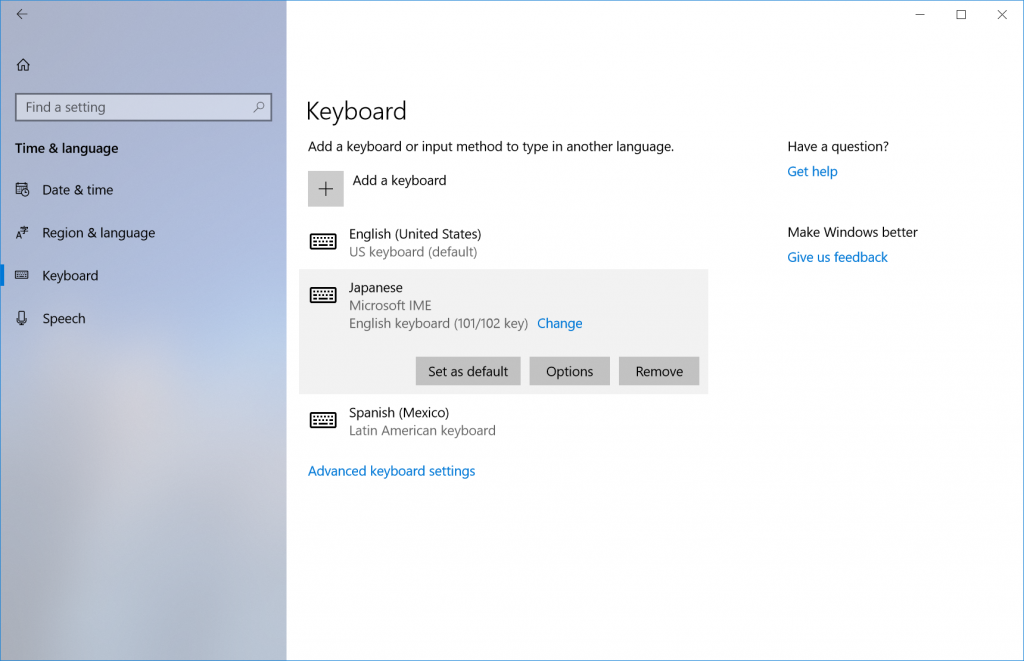 Find a setting
Time & language
Date & time
Region & language
Keyboard
Speech
Keyboard
Add a keyboard or input method to type in another language.
Add a keyboard
English (United States)
US keyboard (default)
Japanese
Microsoft IME
English keyboard (101/102 key) Change
Set as default Options Remove
Spanish (Mexico)
Latin American keyboard
Advanced keyboard settings
Have a question?
Get help
Make Windows better
Give us feedback